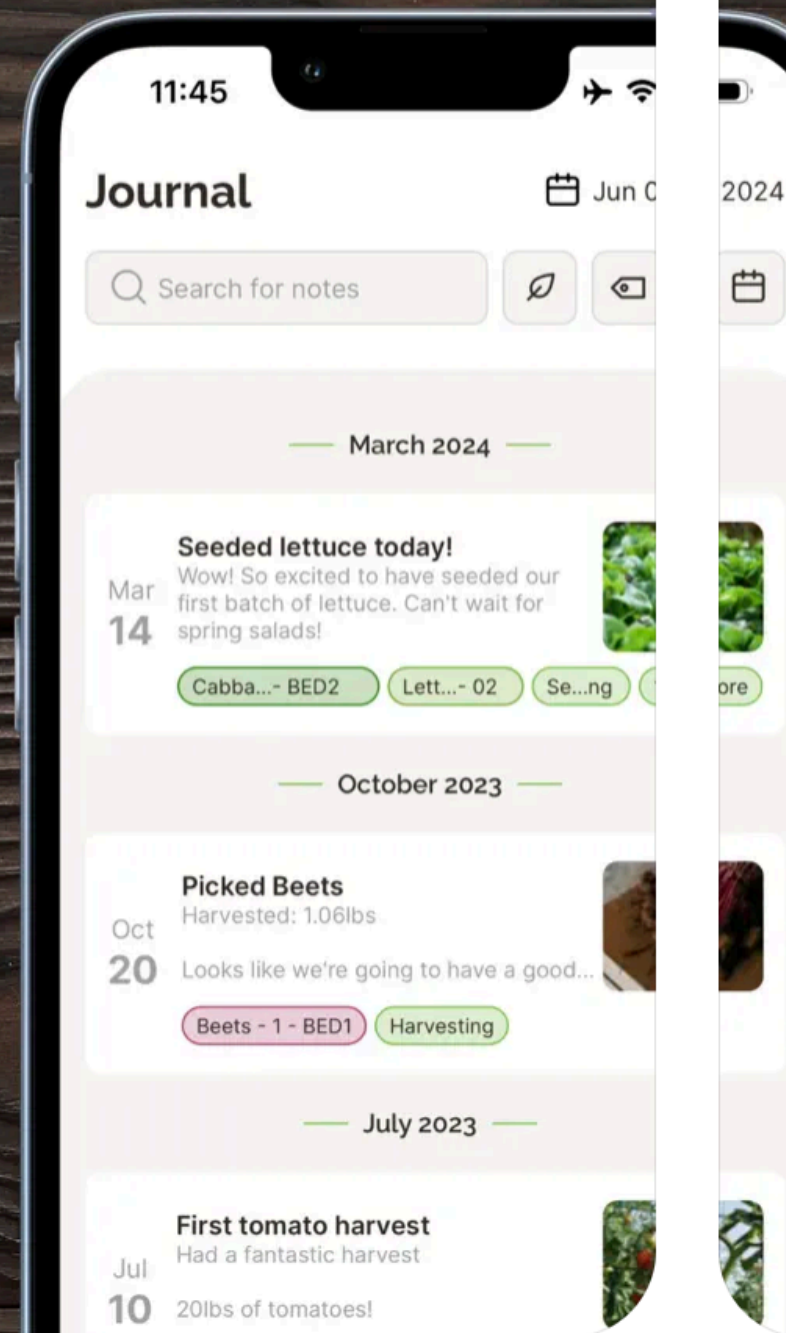 11:45
Journal
Jun 2024
Search for notes
March 2024
Seeded lettuce today!
Wow! So excited to have seeded our
first batch of lettuce. Can't wait for
spring salads!
Mar
14
Cabba...- BED2 Lett...- 02 Se...ng
October 2023
Picked Beets
Harvested: 1.06lbs
Oct
20
Looks like we're going to have a good...
Beets - 1 - BED1 Harvesting
July 2023
First tomato harvest
Had a fantastic harvest
Jul
10
20lbs of tomatoes!